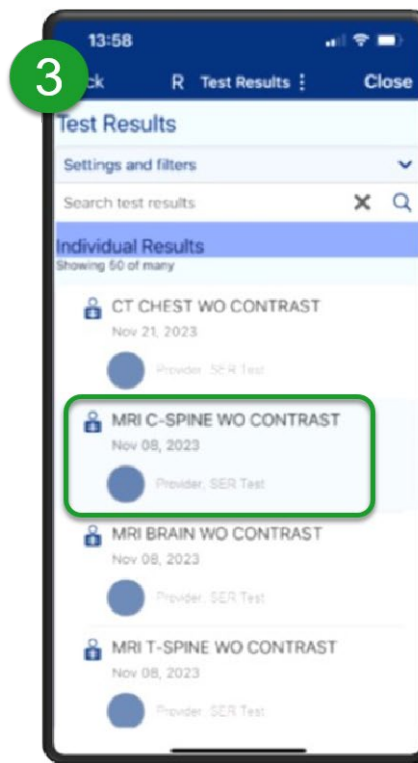 13:58
3
ck R Test Results Close
Test Results
Settings and filters
Search test results
Individual Results
Showing 50 of many
CT CHEST WO CONTRAST
Nov 21, 2023
Provider, SER Test
MRI C-SPINE WO CONTRAST
Nov 08, 2023
Provider, SER Test
MRI BRAIN WO CONTRAST
Nov 08, 2023
Provider, SER Test
MRI T-SPINE WO CONTRAST
Nov 08, 2023
Provider, SER Test